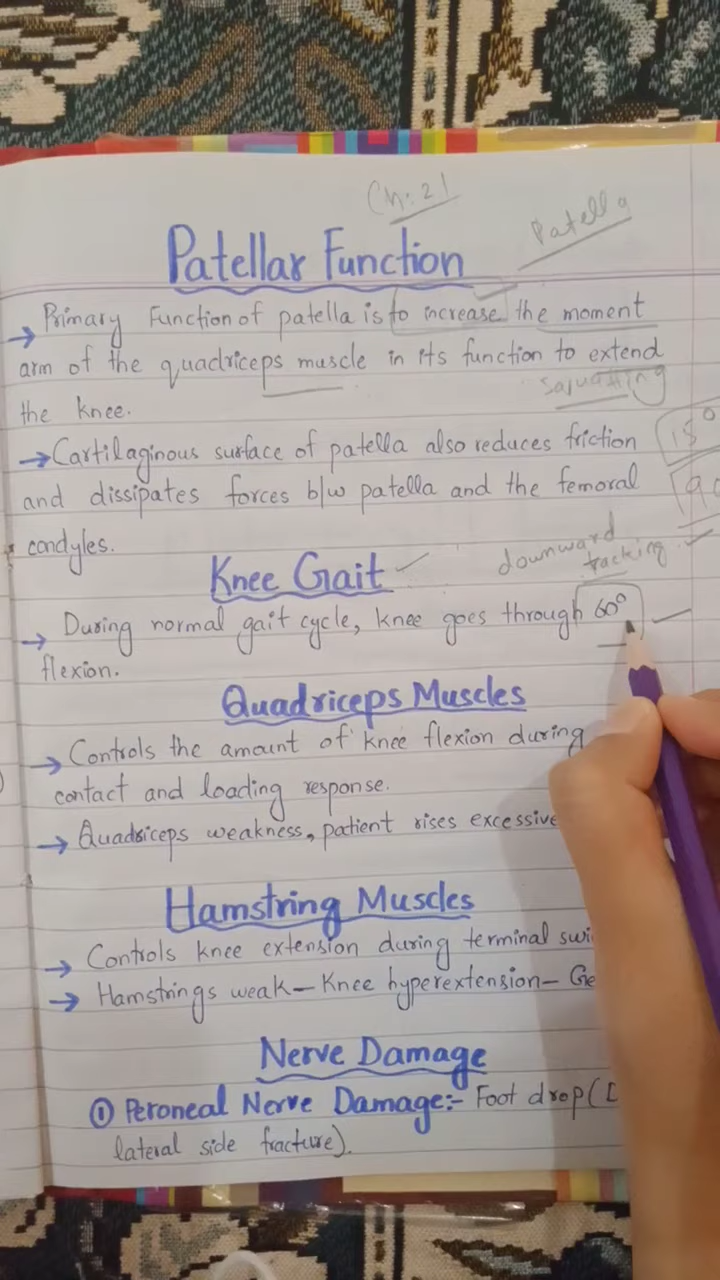 Ch:2
Patella
Patellar Function
→ Primary Function of patella is to increase the moment
arm of the quadriceps muscle in its function to extend
squatting
the knee.
→ Cartilaginous surface of patella also reduces friction
15°
and dissipates forces b/w patella and the femoral
condyles.
downward
tracking
Knee Gait
→ During normal gait cycle, knee goes through 60°
flexion.
Quadriceps Muscles
→ Controls the amount of knee flexion during
contact and loading response.
→ Quadriceps weakness, patient rises excessive
Hamstring Muscles
→ Controls knee extension during terminal swi
→ Hamstrings weak – Knee hyperextension – Ge
Nerve Damage
① Peroneal Nerve Damage:- Foot drop (
lateral side fracture).